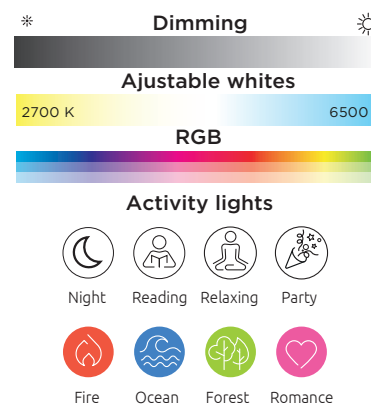 Dimming
Ajustable whites
2700 K 6500
RGB
Activity lights
Night Reading Relaxing Party
Fire Ocean Forest Romance